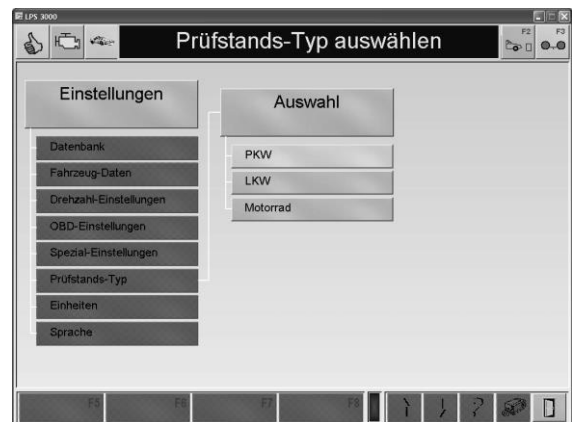 LPS 3000
Prüfstands-Typ auswählen
F2
F3
Einstellungen
Datenbank
Fahrzeug-Daten
Drehzahl-Einstellungen
OBD-Einstellungen
Spezial-Einstellungen
Prüfstands-Typ
Einheiten
Sprache
Auswahl
PKW
LKW
Motorrad
F5
F6
F7
F8